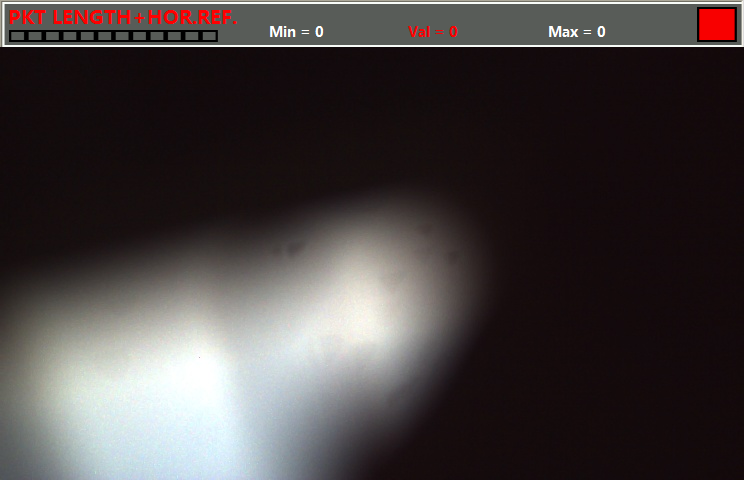 PKT LENGTH+HOR.REF.
Min = 0 Val = 0 Max = 0